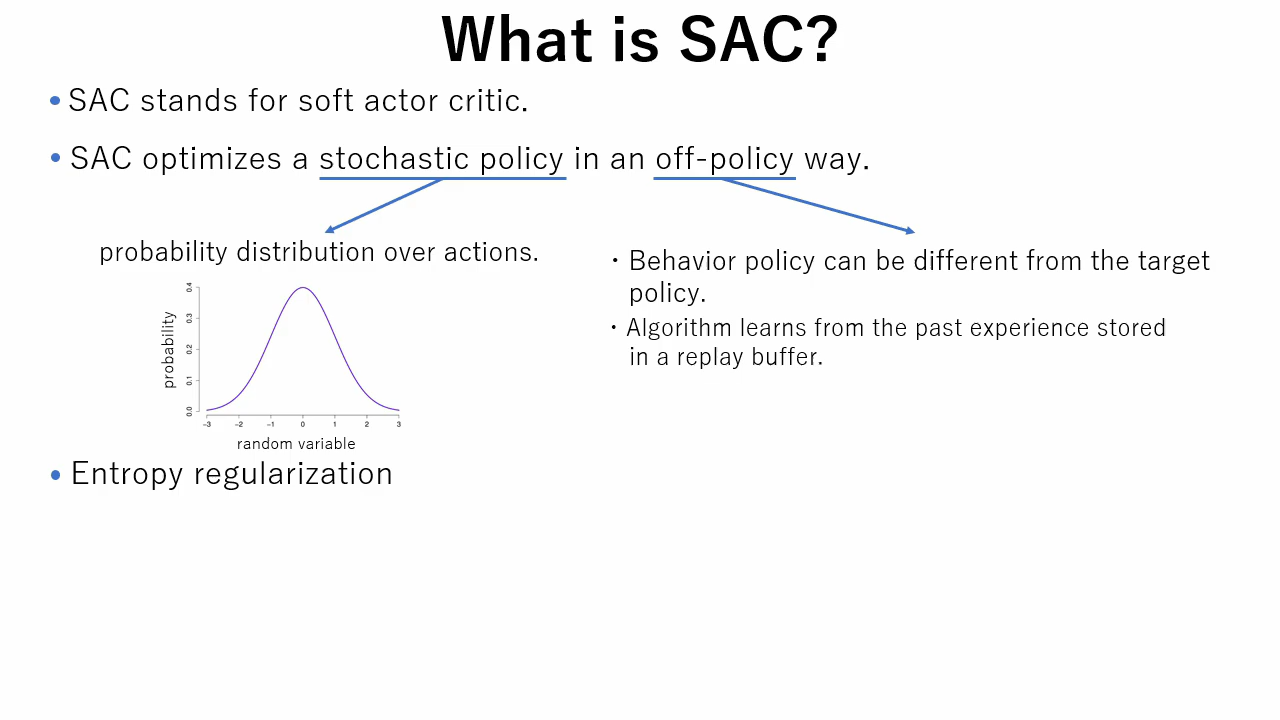 What is SAC?
• SAC stands for soft actor critic.
• SAC optimizes a stochastic policy in an off-policy way.
probability distribution over actions.
・Behavior policy can be different from the target
policy.
・Algorithm learns from the past experience stored
in a replay buffer.
probability
0.4
0.3
0.2
0.1
0.0
-3 -2 -1 0 1 2 3
random variable
• Entropy regularization